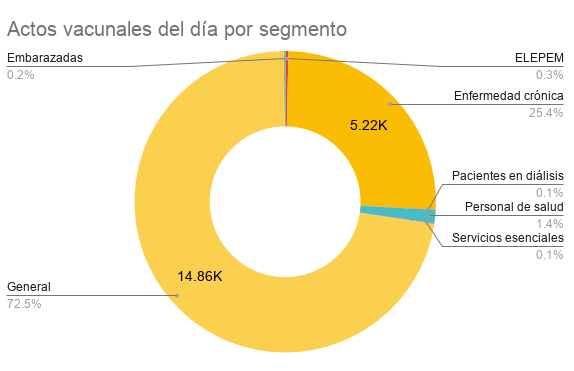 Actos vacunales del día por segmento
Embarazadas
0.2%
ELEPEM
0.3%
Enfermedad crónica
25.4%
5.22K
Pacientes en diálisis
0.1%
Personal de salud
1.4%
Servicios esenciales
0.1%
14.86K
General
72.5%